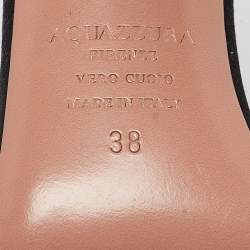 AQUAZZURA
FIRENZE
VERO CUOIO
MADE IN ITALY
38